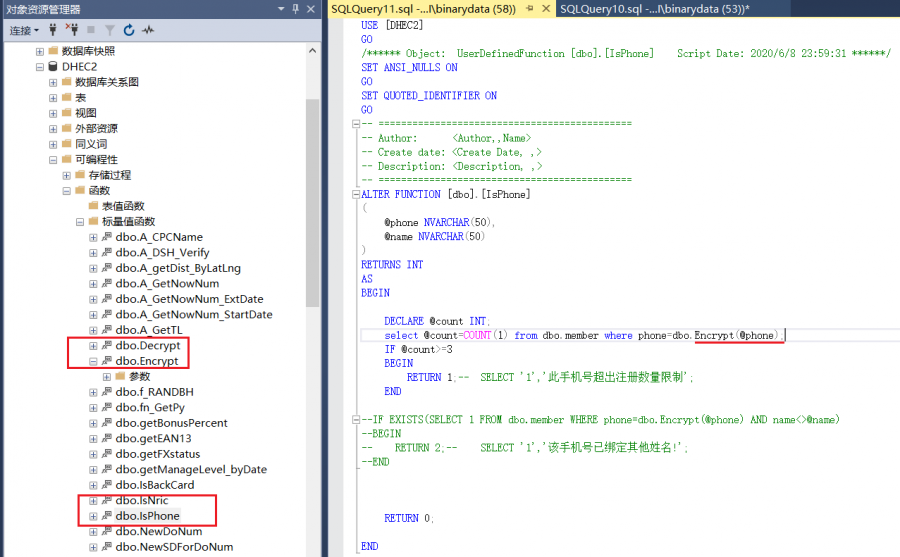 对象资源管理器
连接
数据库快照
DHEC2
数据库关系图
表
视图
外部资源
同义词
可编程性
存储过程
函数
表值函数
标量值函数
dbo.A_CPCName
dbo.A_DSH_Verify
dbo.A_getDist_ByLatLng
dbo.A_GetNowNum
dbo.A_GetNowNum_ExtDate
dbo.A_GetNowNum_StartDate
dbo.A_GetTL
dbo.Decrypt
dbo.Encrypt
参数
dbo.f_RANDBH
dbo.fn_GetPy
dbo.getBonusPercent
dbo.getEAN13
dbo.getFXstatus
dbo.getManageLevel_byDate
dbo.IsBackCard
dbo.IsNric
dbo.IsPhone
dbo.NewDoNum
dbo.NewSDForDoNum
SQLQuery11.sql -...l\binarydata (58)) SQLQuery10.sql -...l\binarydata (53))*
USE [DHEC2]
GO
/****** Object:  UserDefinedFunction [dbo].[IsPhone]    Script Date: 2020/6/8 23:59:31 ******/
SET ANSI_NULLS ON
GO
SET QUOTED_IDENTIFIER ON
GO
-- =============================================
-- Author:      <Author,,Name>
-- Create date: <Create Date, ,>
-- Description: <Description, ,>
-- =============================================
ALTER FUNCTION [dbo].[IsPhone]
(
@phone NVARCHAR(50),
@name NVARCHAR(50)
)
RETURNS INT
AS
BEGIN
DECLARE @count INT;
select @count=COUNT(1) from dbo.member where phone=dbo.Encrypt(@phone);
IF @count>=3
BEGIN
RETURN 1;--  SELECT '1','此手机号超出注册数量限制';
END
--IF EXISTS(SELECT 1 FROM dbo.member WHERE phone=dbo.Encrypt(@phone) AND name<>@name)
--BEGIN
--   RETURN 2;--   SELECT '1','该手机号已绑定其他姓名!';
--END
RETURN 0;
END